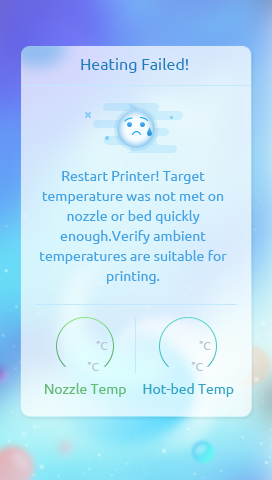 Heating Failed!
Restart Printer! Target
temperature was not met on
nozzle or bed quickly
enough.Verify ambient
temperatures are suitable for
printing.
°C °C
°C °C
Nozzle Temp Hot-bed Temp